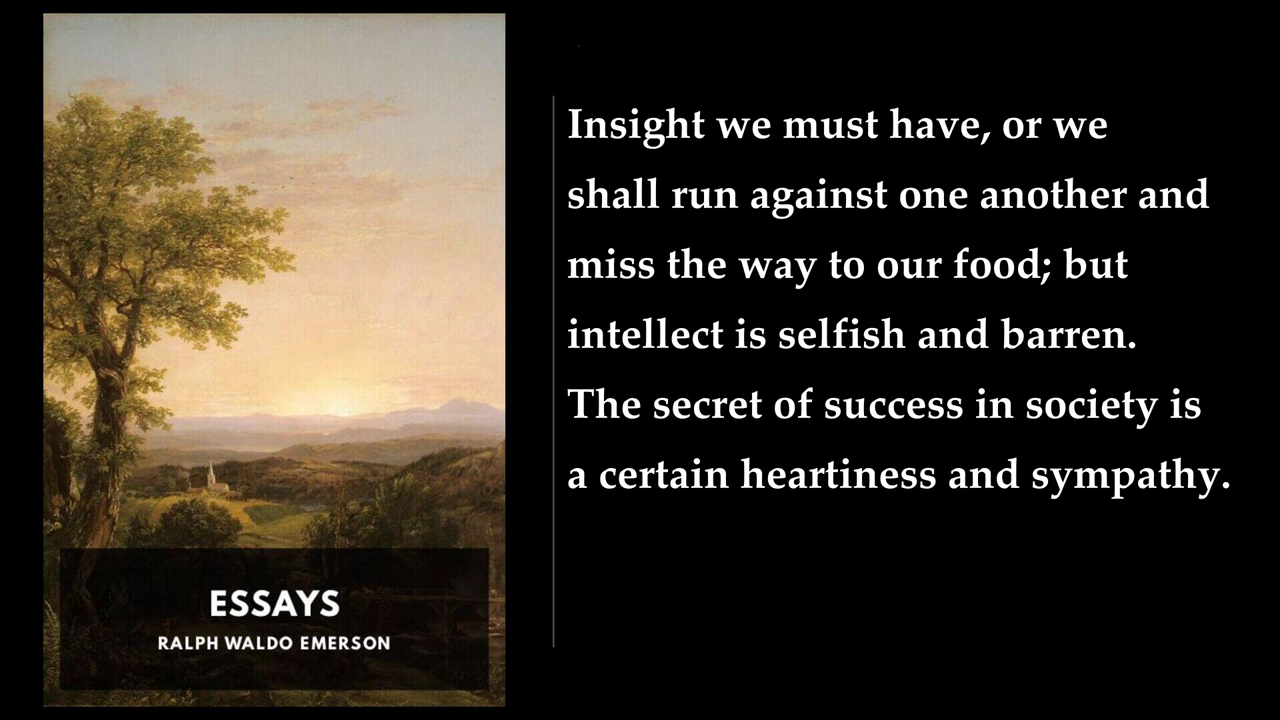 ESSAYS
RALPH WALDO EMERSON
Insight we must have, or we
shall run against one another and
miss the way to our food; but
intellect is selfish and barren.
The secret of success in society is
a certain heartiness and sympathy.